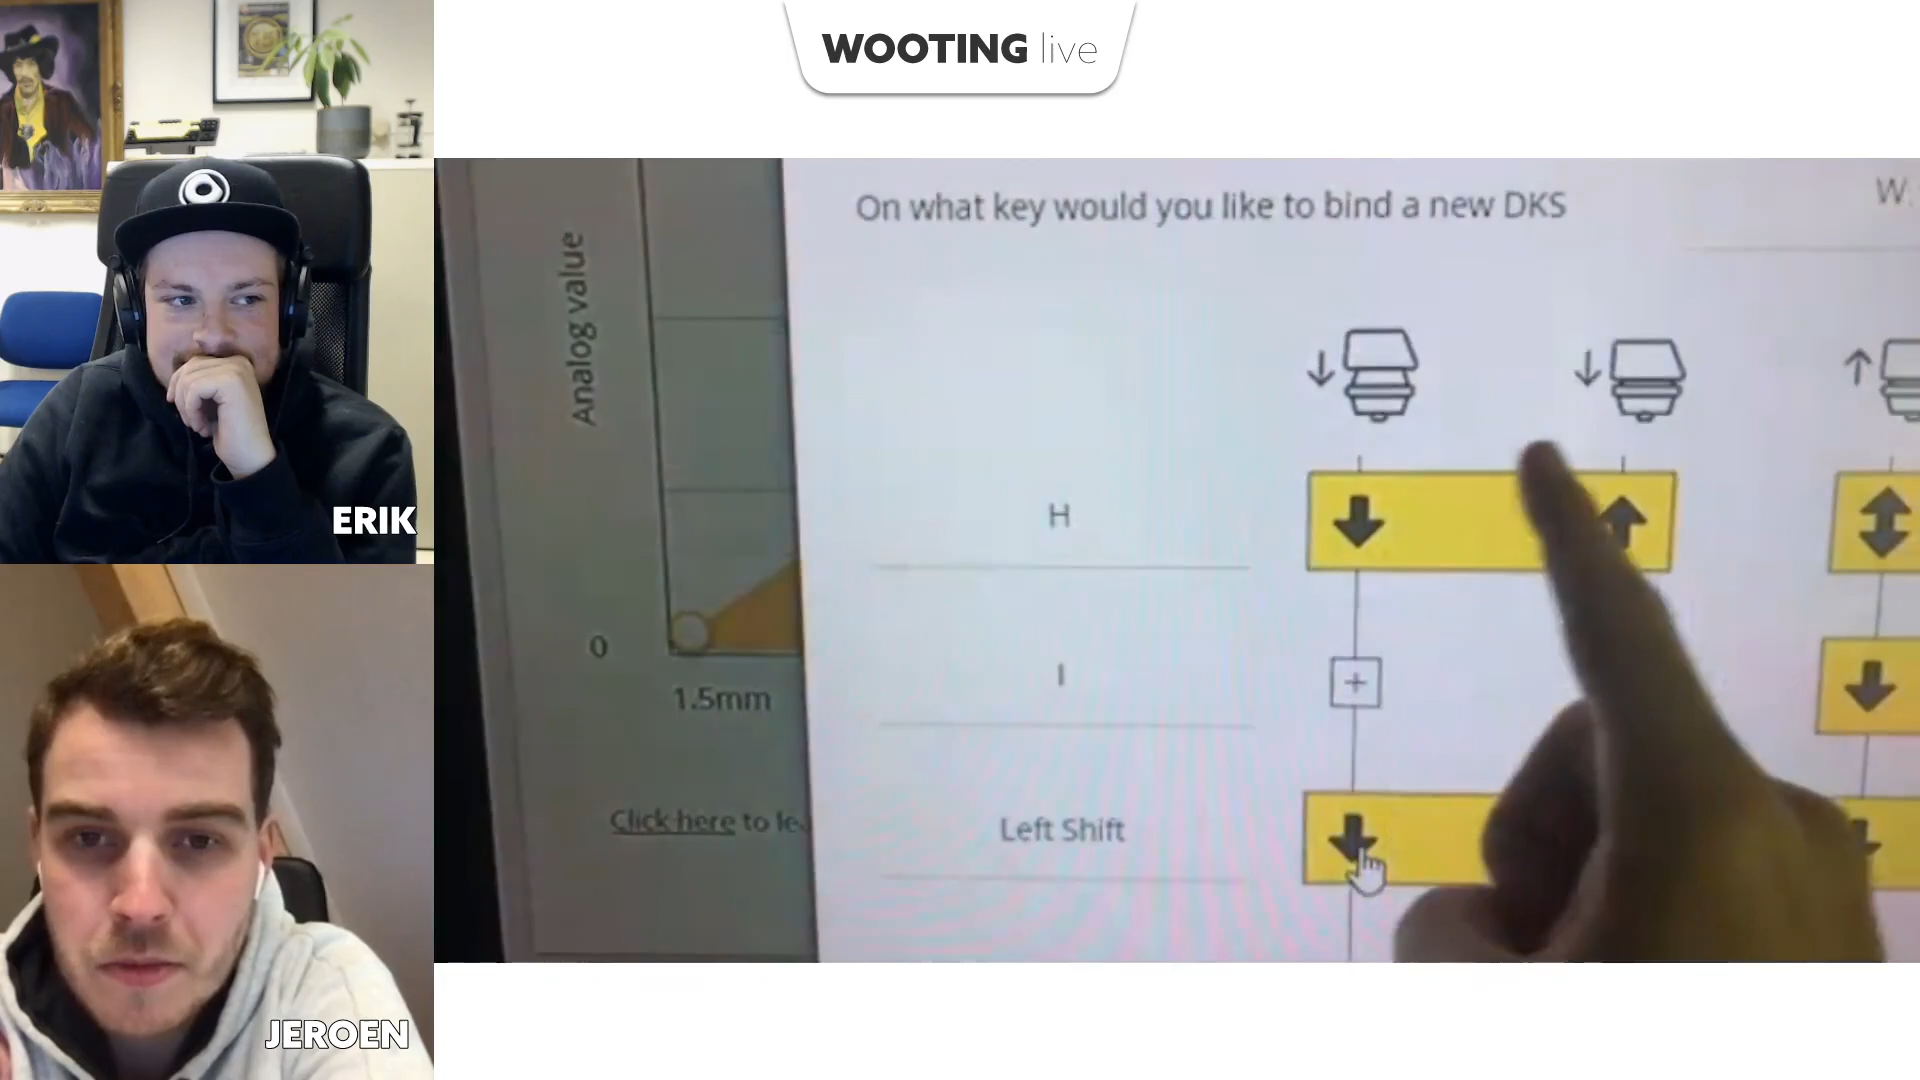 WOOTING live
On what key would you like to bind a new DKS
W
Analog value
H
0
I
1.5mm
Click here to le
Left Shift
ERIK
JEROEN